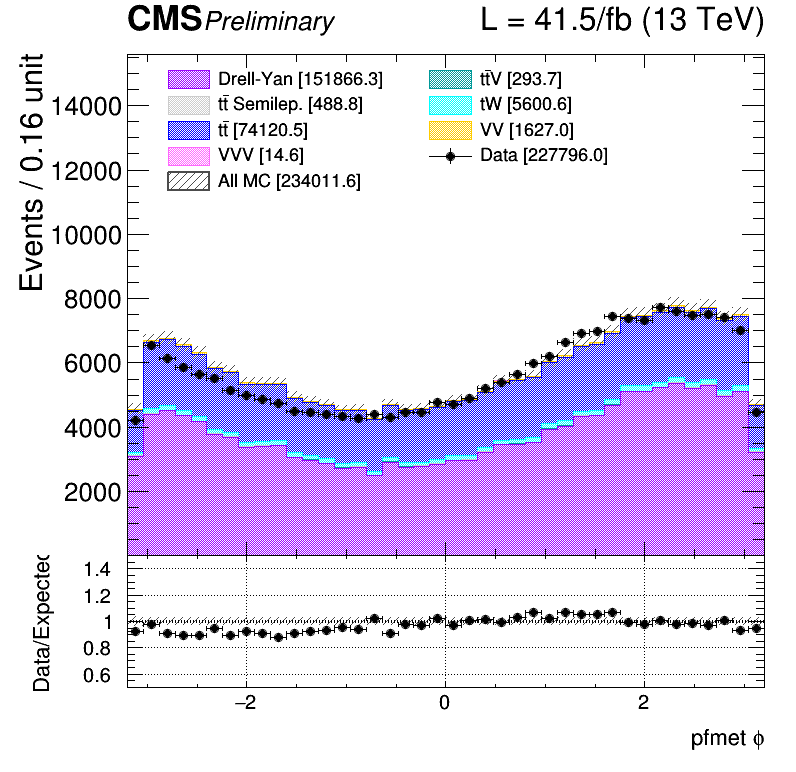 CMS Preliminary L = 41.5/fb (13 TeV)
Events / 0.16 unit
Drell-Yan [151866.3]
tt̄ Semilep. [488.8]
tt̄ [74120.5]
VVV [14.6]
All MC [234011.6]
tt̄V [293.7]
tW [5600.6]
VV [1627.0]
Data [227796.0]
14000
12000
10000
8000
6000
4000
2000
Data/Expected
1.4
1.2
1
0.8
0.6
−2 0 2
pfmet ϕ